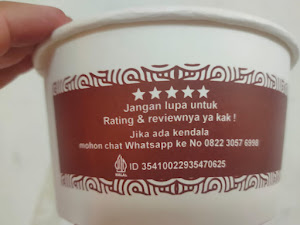 Jangan lupa untuk
Rating & reviewnya ya kak !
Jika ada kendala
mohon chat Whatsapp ke No 0822 3057 6998
ID 35410022935470625